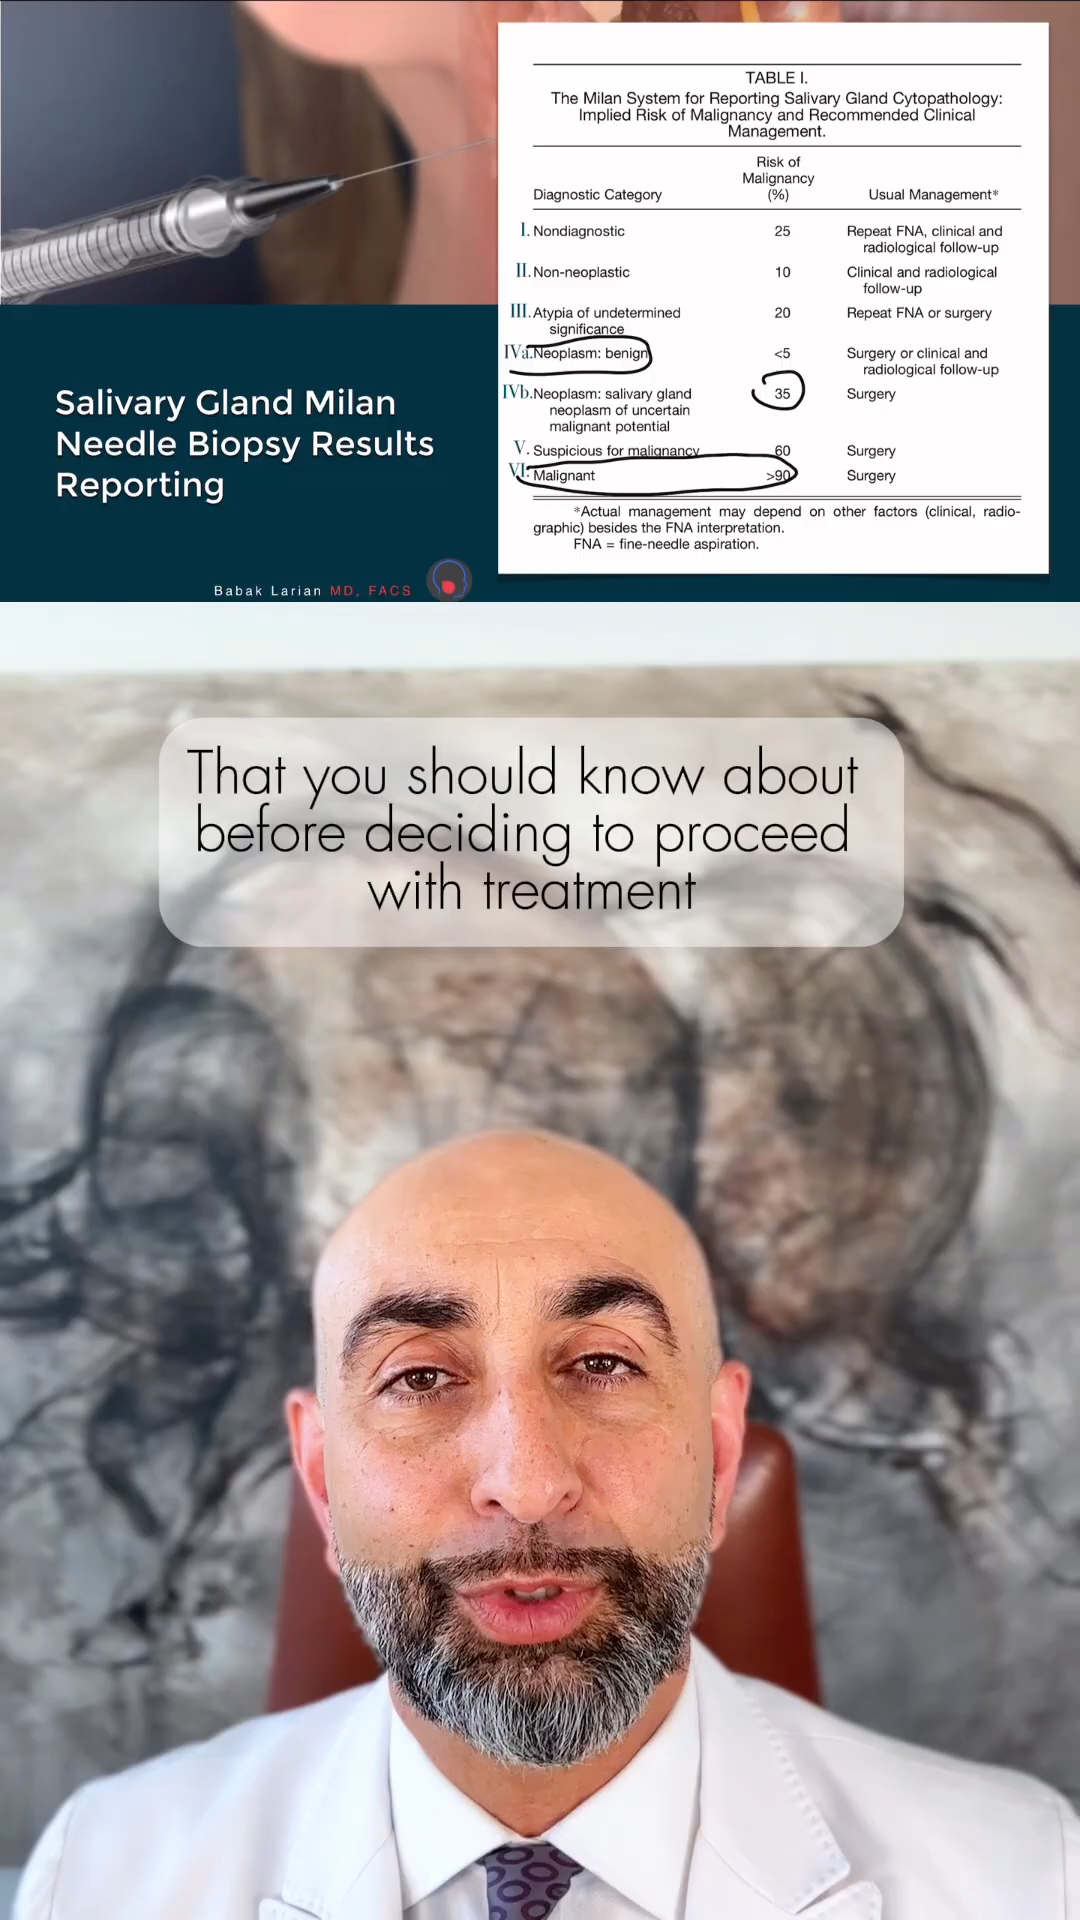 Salivary Gland Milan
Needle Biopsy Results
Reporting
Babak Larian MD, FACS
TABLE I.
The Milan System for Reporting Salivary Gland Cytopathology:
Implied Risk of Malignancy and Recommended Clinical
Management.
Diagnostic Category Risk of Malignancy (%) Usual Management*
I. Nondiagnostic 25 Repeat FNA, clinical and
radiological follow-up
II. Non-neoplastic 10 Clinical and radiological
follow-up
III. Atypia of undetermined 20 Repeat FNA or surgery
significance
IVa. Neoplasm: benign <5 Surgery or clinical and
radiological follow-up
IVb. Neoplasm: salivary gland 35 Surgery
neoplasm of uncertain
malignant potential
V. Suspicious for malignancy 60 Surgery
VI. Malignant >90 Surgery
*Actual management may depend on other factors (clinical, radio-
graphic) besides the FNA interpretation.
FNA = fine-needle aspiration.
That you should know about
before deciding to proceed
with treatment